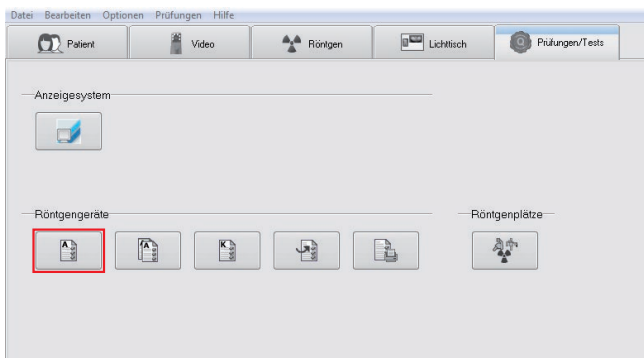 Datei Bearbeiten Optionen Prüfungen Hilfe
Patient Video Röntgen Lichttisch Prüfungen/Tests
Anzeigesystem
Röntgengeräte Röntgenplätze
A A K